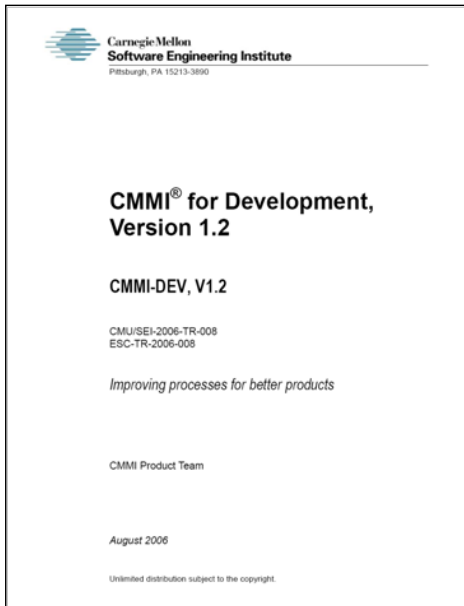 Carnegie Mellon
Software Engineering Institute
Pittsburgh, PA 15213-3890
CMMI® for Development,
Version 1.2
CMMI-DEV, V1.2
CMU/SEI-2006-TR-008
ESC-TR-2006-008
Improving processes for better products
CMMI Product Team
August 2006
Unlimited distribution subject to the copyright.